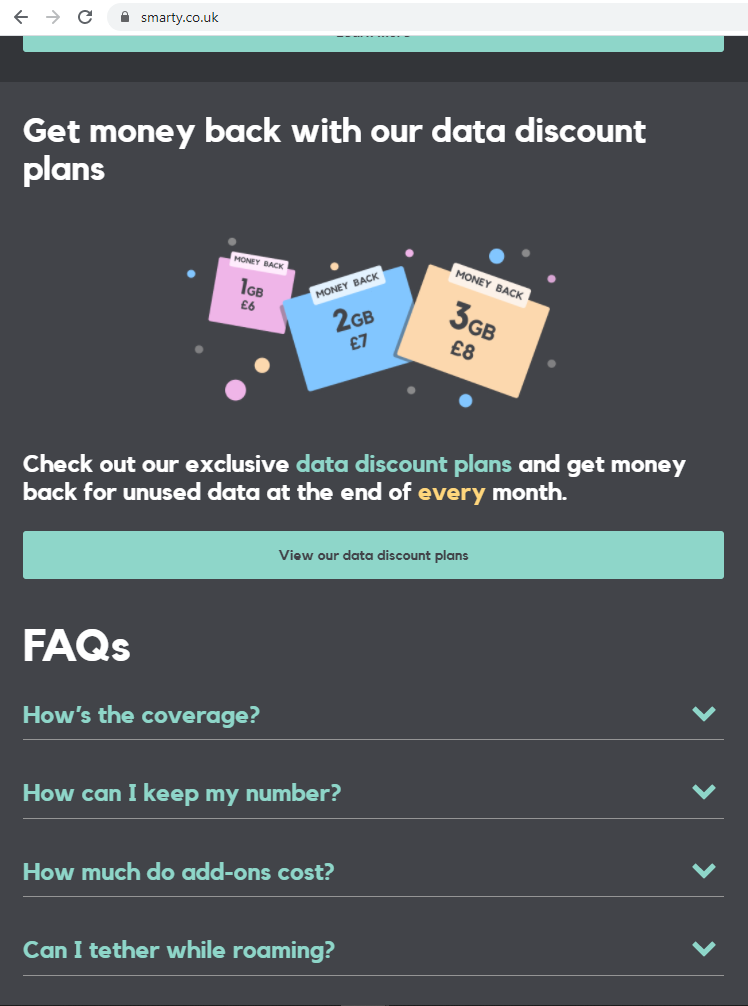 smarty.co.uk
Get money back with our data discount
plans
MONEY BACK
1GB
£6
MONEY BACK
2GB
£7
MONEY BACK
3GB
£8
Check out our exclusive data discount plans and get money
back for unused data at the end of every month.
View our data discount plans
FAQs
How's the coverage?
How can I keep my number?
How much do add-ons cost?
Can I tether while roaming?